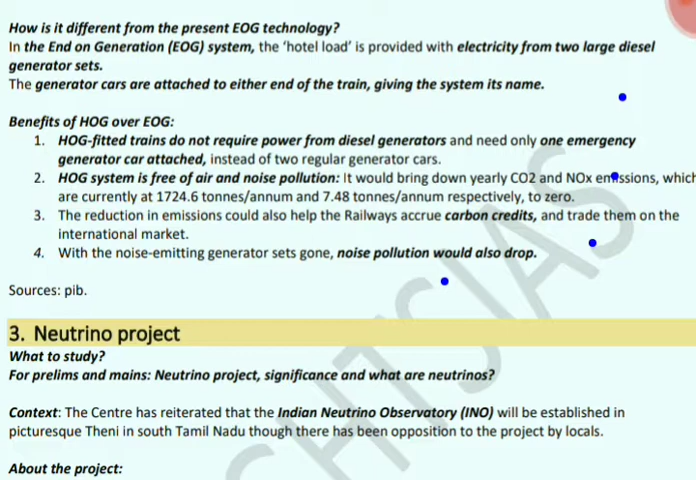 How is it different from the present EOG technology?
In the End on Generation (EOG) system, the ‘hotel load’ is provided with electricity from two large diesel
generator sets.
The generator cars are attached to either end of the train, giving the system its name.
Benefits of HOG over EOG:
1. HOG-fitted trains do not require power from diesel generators and need only one emergency
generator car attached, instead of two regular generator cars.
2. HOG system is free of air and noise pollution: It would bring down yearly CO2 and NOx emissions, which
are currently at 1724.6 tonnes/annum and 7.48 tonnes/annum respectively, to zero.
3. The reduction in emissions could also help the Railways accrue carbon credits, and trade them on the
international market.
4. With the noise-emitting generator sets gone, noise pollution would also drop.
Sources: pib.
3. Neutrino project
What to study?
For prelims and mains: Neutrino project, significance and what are neutrinos?
Context: The Centre has reiterated that the Indian Neutrino Observatory (INO) will be established in
picturesque Theni in south Tamil Nadu though there has been opposition to the project by locals.
About the project: